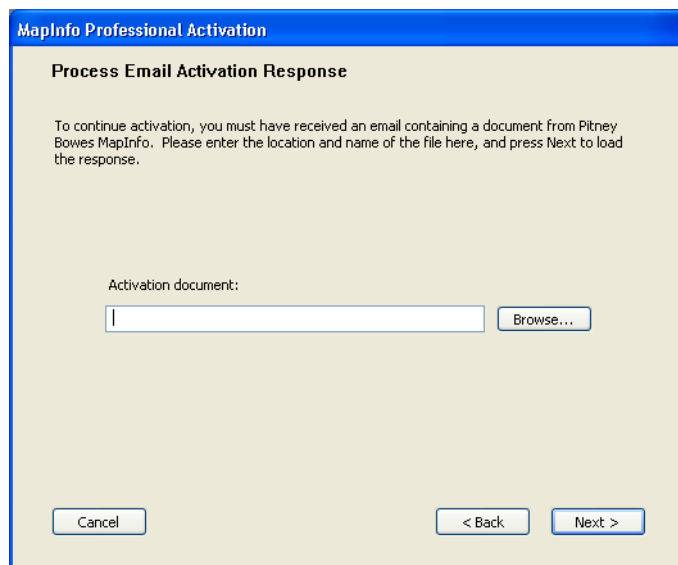 MapInfo Professional Activation
Process Email Activation Response
To continue activation, you must have received an email containing a document from Pitney
Bowes MapInfo.  Please enter the location and name of the file here, and press Next to load
the response.
Activation document:
Browse...
Cancel
< Back
Next >